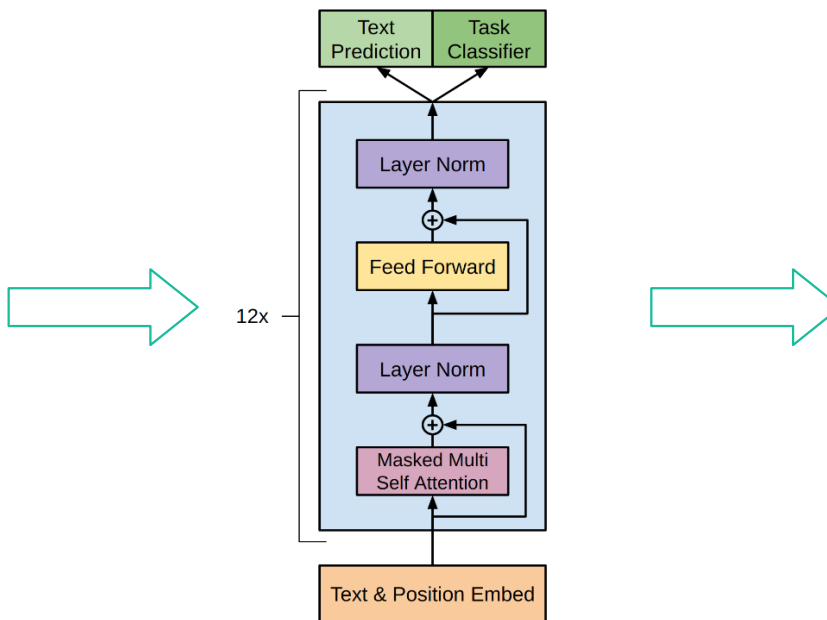 Text
Prediction
Task
Classifier
Layer Norm
Feed Forward
12x
Layer Norm
Masked Multi
Self Attention
Text & Position Embed